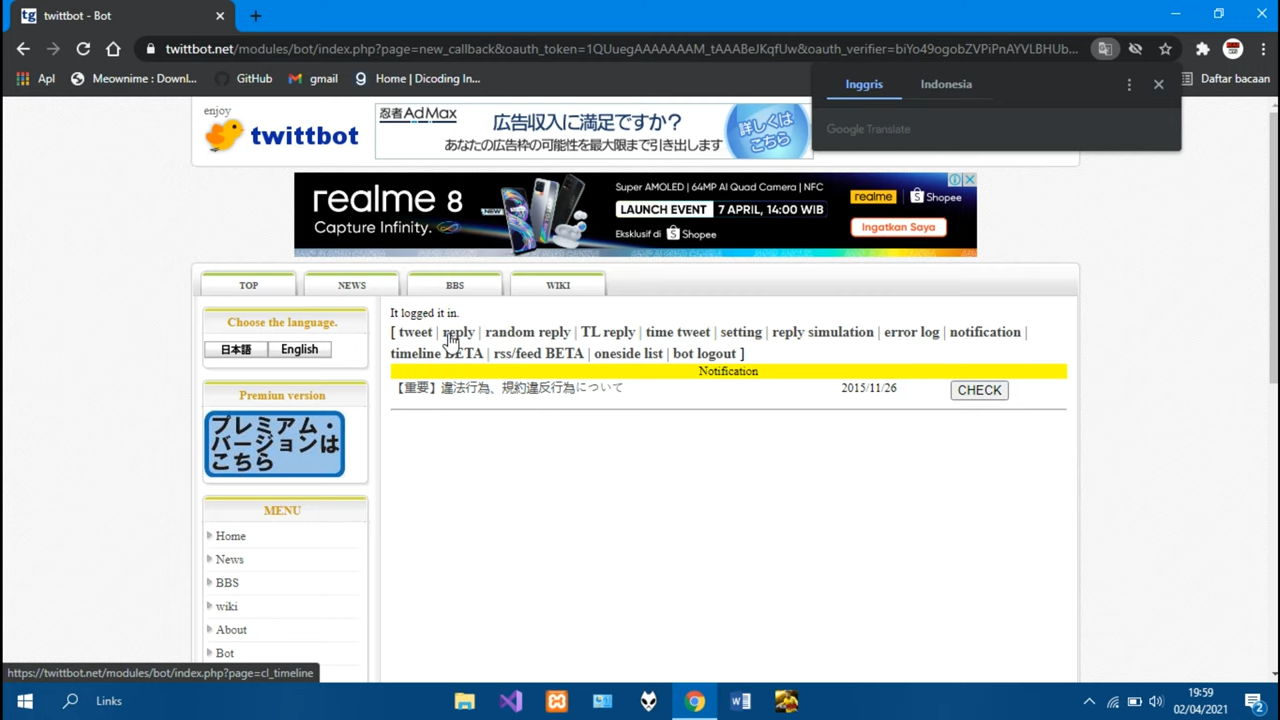 twittbot - Bot
twittbot.net/modules/bot/index.php?page=new_callback&oauth_token=1QUuegAAAAAAM_tAAABeJKqfUw&oauth_verifier=biYo49ogobZVPiPnAYVLBHUb...
Apl
Meownime : Downl...
GitHub
gmail
Home | Dicoding In...
Daftar bacaan
Inggris
Indonesia
Google Translate
enjoy
twittbot
忍者AdMax
広告収入に満足ですか?
あなたの広告枠の可能性を最大限まで引き出します
詳しくは
こちら
realme 8
Capture Infinity.
NEW
Super AMOLED | 64MP AI Quad Camera | NFC
LAUNCH EVENT 7 APRIL, 14:00 WIB
Eksklusif di Shopee
realme
Shopee
Ingatkan Saya
TOP
NEWS
BBS
WIKI
Choose the language.
日本語
English
Premiun version
プレミアム・
バージョンは
こちら
MENU
Home
News
BBS
wiki
About
Bot
It logged it in.
[ tweet | reply | random reply | TL reply | time tweet | setting | reply simulation | error log | notification |
timeline BETA | rss/feed BETA | oneside list | bot logout ]
Notification
【重要】違法行為、規約違反行為について 2015/11/26 CHECK
https://twittbot.net/modules/bot/index.php?page=cl_timeline
Links
19:59
02/04/2021
2